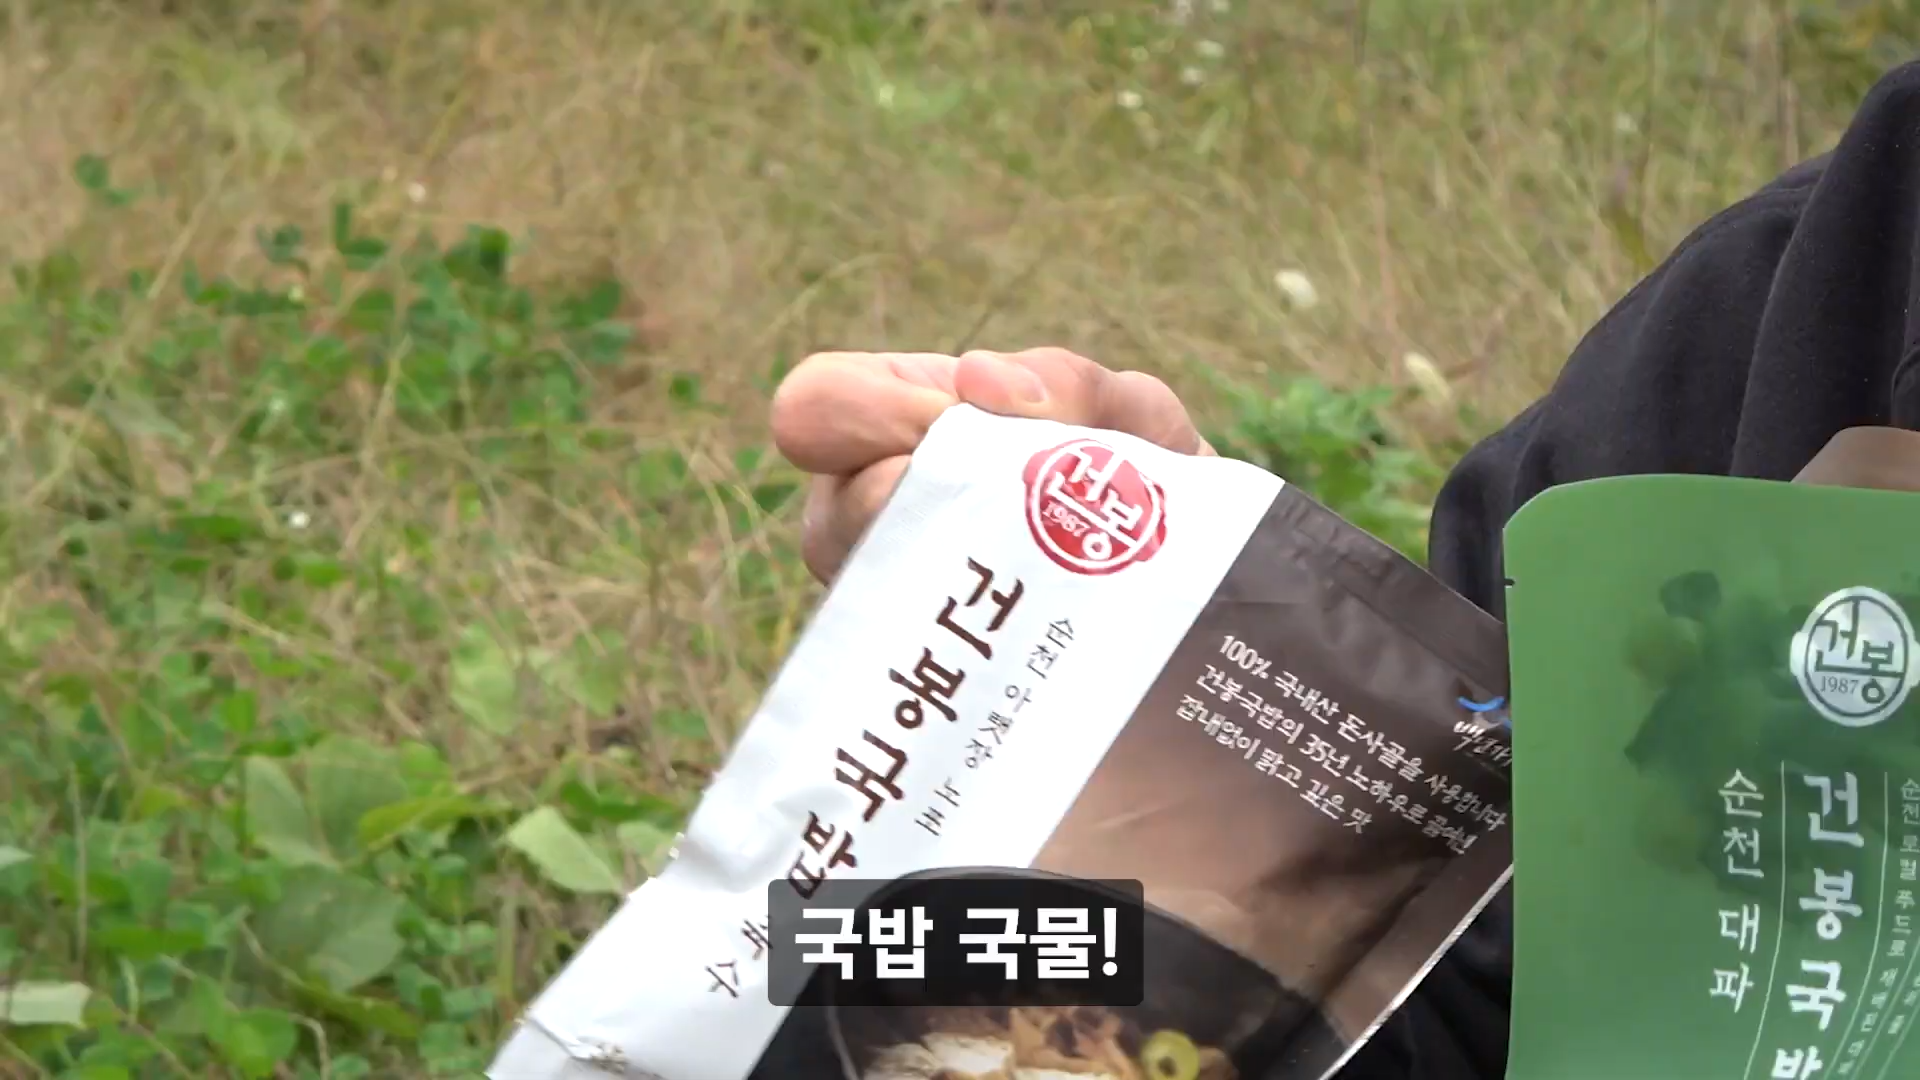 건봉
1987
건봉국밥
육수
순천 아랫장 노포
100% 국내산 돈사골을 사용합니다
건봉국밥의 35년 노하우로 끓여낸
잡내없이 맑고 깊은 맛
건봉
1987
건봉국밥
순천대파
국밥 국물!